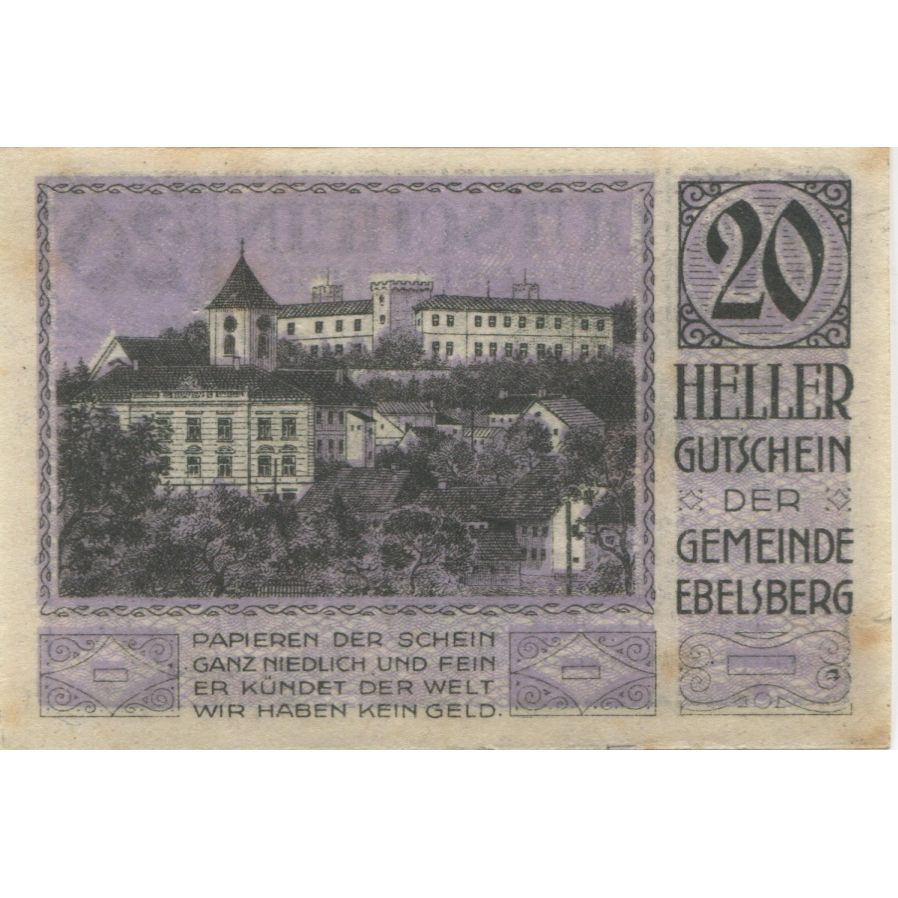 20
HELLER
GUTSCHEIN
DER
GEMEINDE
EBELSBERG
PAPIEREN DER SCHEIN
GANZ NIEDLICH UND FEIN
ER KÜNDET DER WELT
WIR HABEN KEIN GELD.